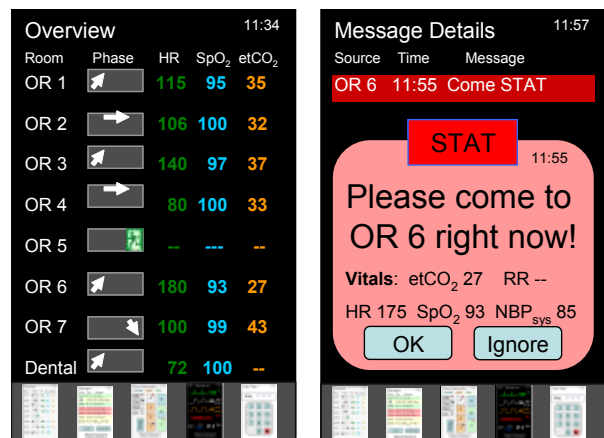 Overview 11:34
Room Phase HR SpO₂ etCO₂
OR 1 115 95 35
OR 2 106 100 32
OR 3 140 97 37
OR 4 80 100 33
OR 5 -- --- --
OR 6 180 93 27
OR 7 100 99 43
Dental 72 100 --
Message Details 11:57
Source Time Message
OR 6 11:55 Come STAT
STAT
11:55
Please come to
OR 6 right now!
Vitals: etCO₂ 27 RR --
HR 175 SpO₂ 93 NBPsys 85
OK Ignore